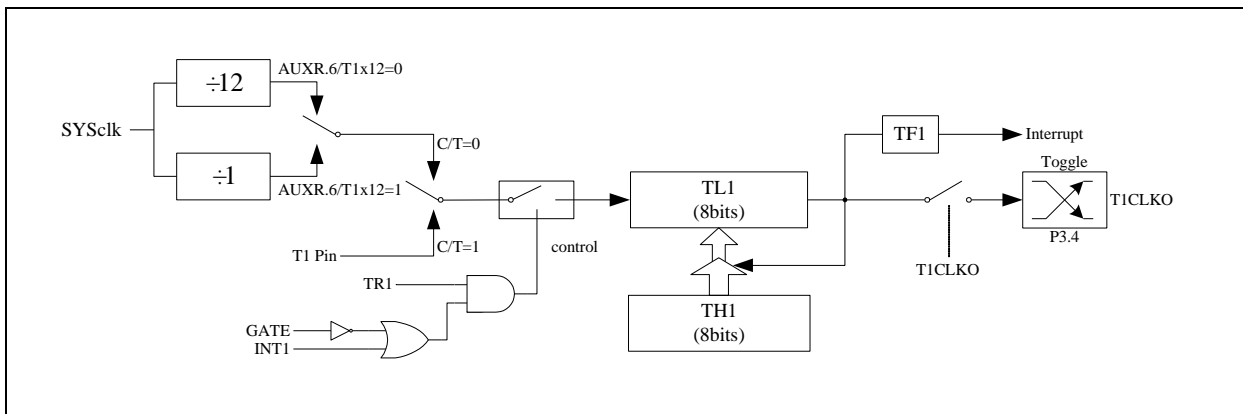 ÷12
AUXR.6/T1x12=0
SYSclk
÷1
AUXR.6/T1x12=1
C/T=0
C/T=1
T1 Pin
control
TR1
GATE
INT1
TL1
(8bits)
TH1
(8bits)
TF1
Interrupt
Toggle
T1CLKO
P3.4
T1CLKO